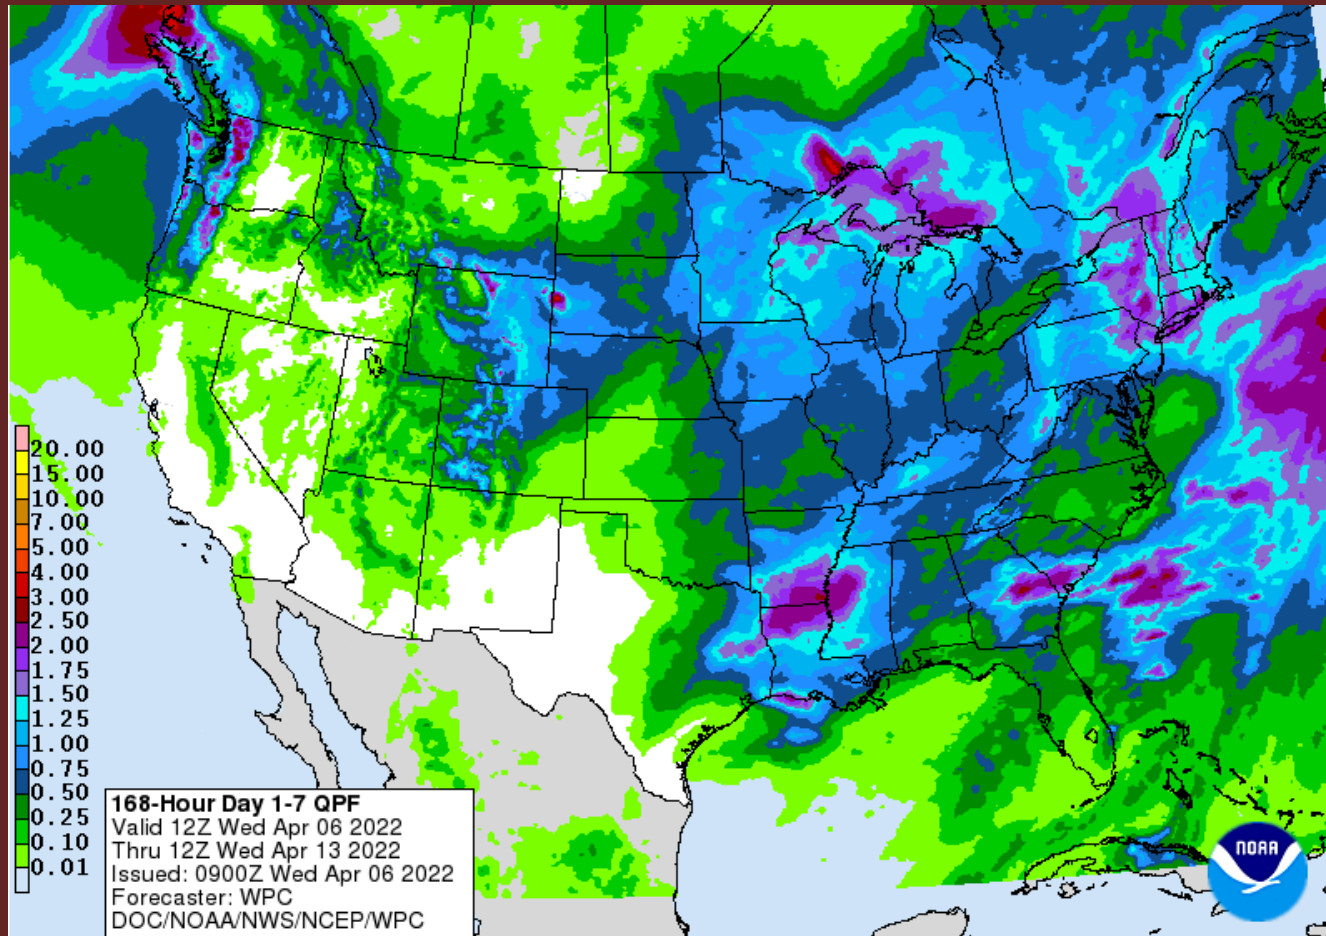 20.00
15.00
10.00
7.00
5.00
4.00
3.00
2.50
2.00
1.75
1.50
1.25
1.00
0.75
0.50
0.25
0.10
0.01
168-Hour Day 1-7 QPF
Valid 12Z Wed Apr 06 2022
Thru 12Z Wed Apr 13 2022
Issued: 0900Z Wed Apr 06 2022
Forecaster: WPC
DOC/NOAA/NWS/NCEP/WPC
NOAA